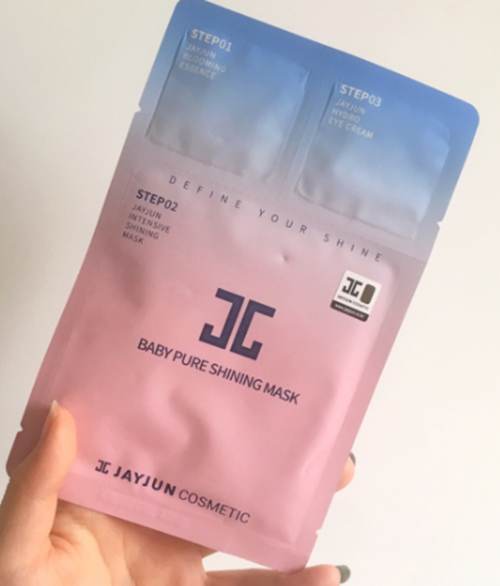 STEP01
JAYJUN
BLOOMING
ESSENCE
STEP03
JAYJUN
HYDRO
EYE CREAM
DEFINE YOUR SHINE
STEP02
JAYJUN
INTENSIVE
SHINING
MASK
JC
BABY PURE SHINING MASK
JC JAYJUN COSMETIC